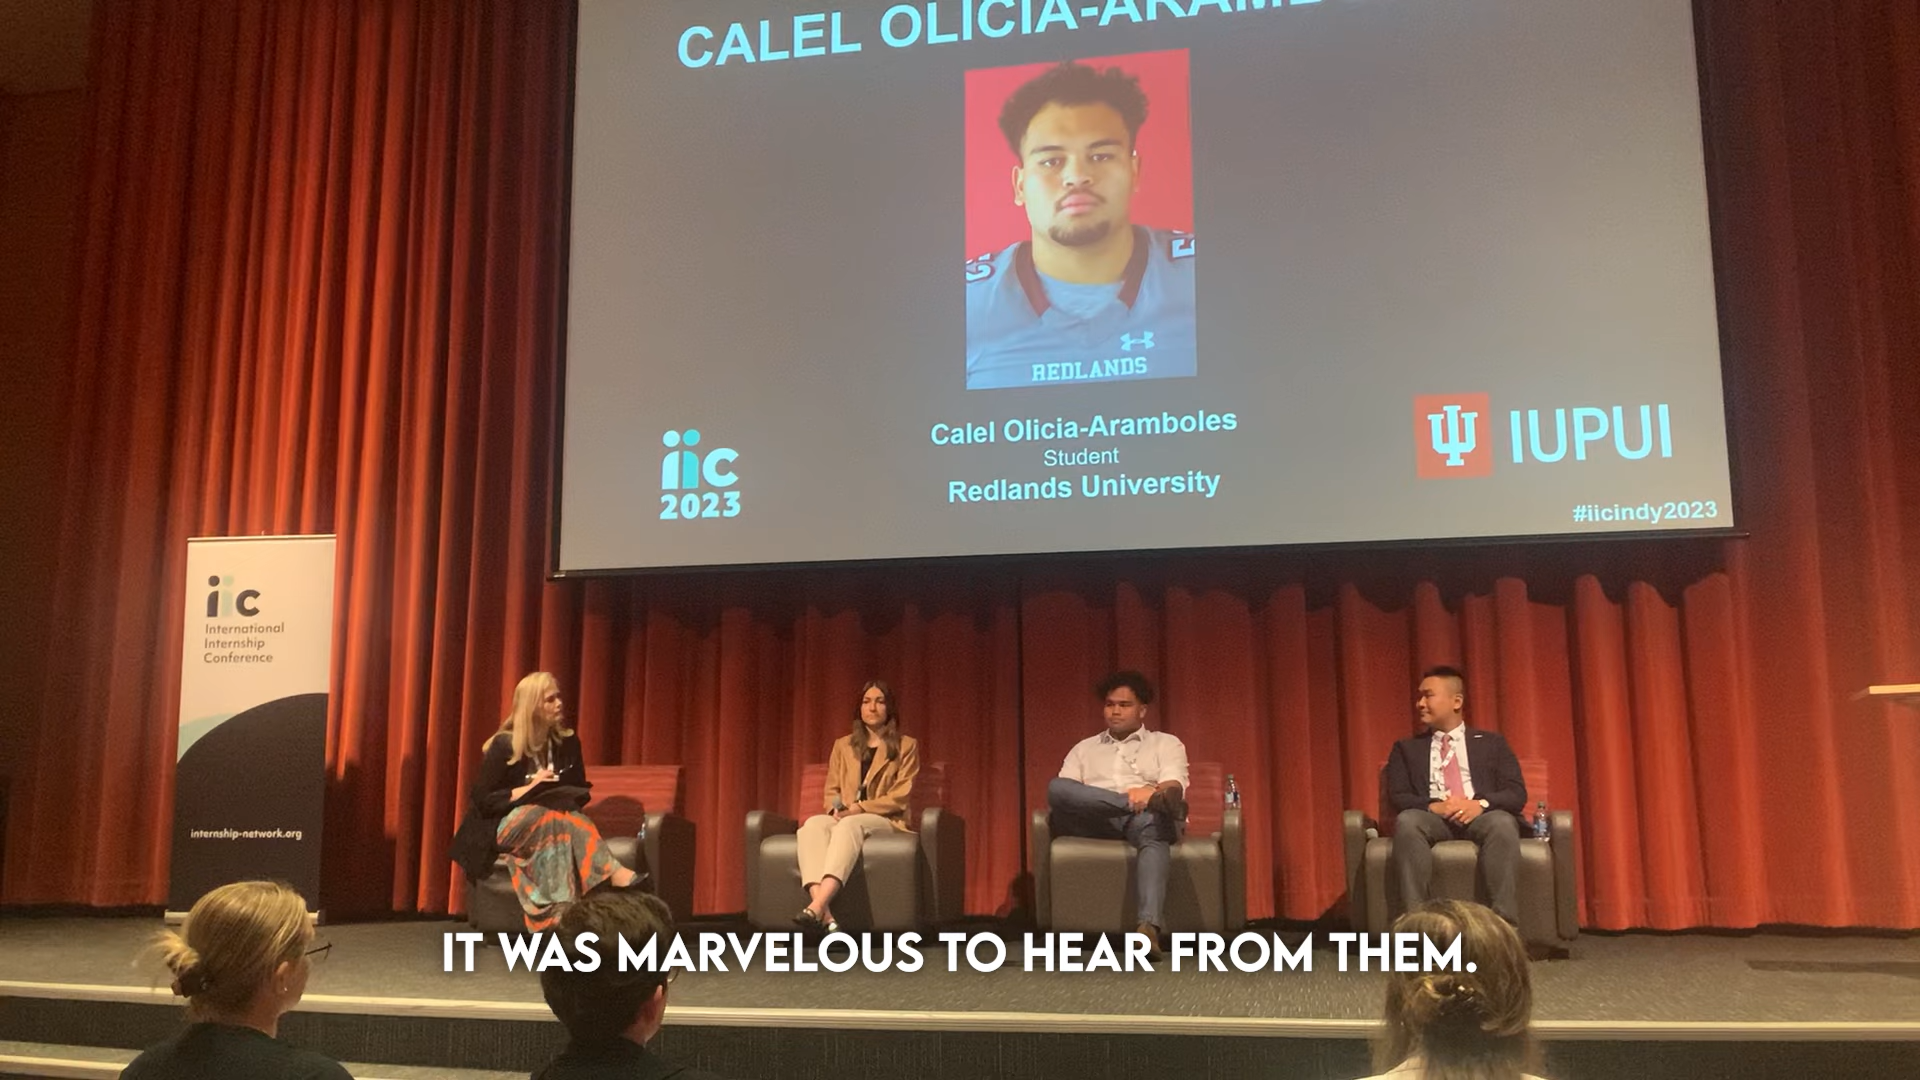 CALEL OLICIA-ARAMB
REDLANDS
Calel Olicia-Aramboles
Student
Redlands University
iic
2023
IUPUI
#iicindy2023
iic
International
Internship
Conference
internship-network.org
IT WAS MARVELOUS TO HEAR FROM THEM.